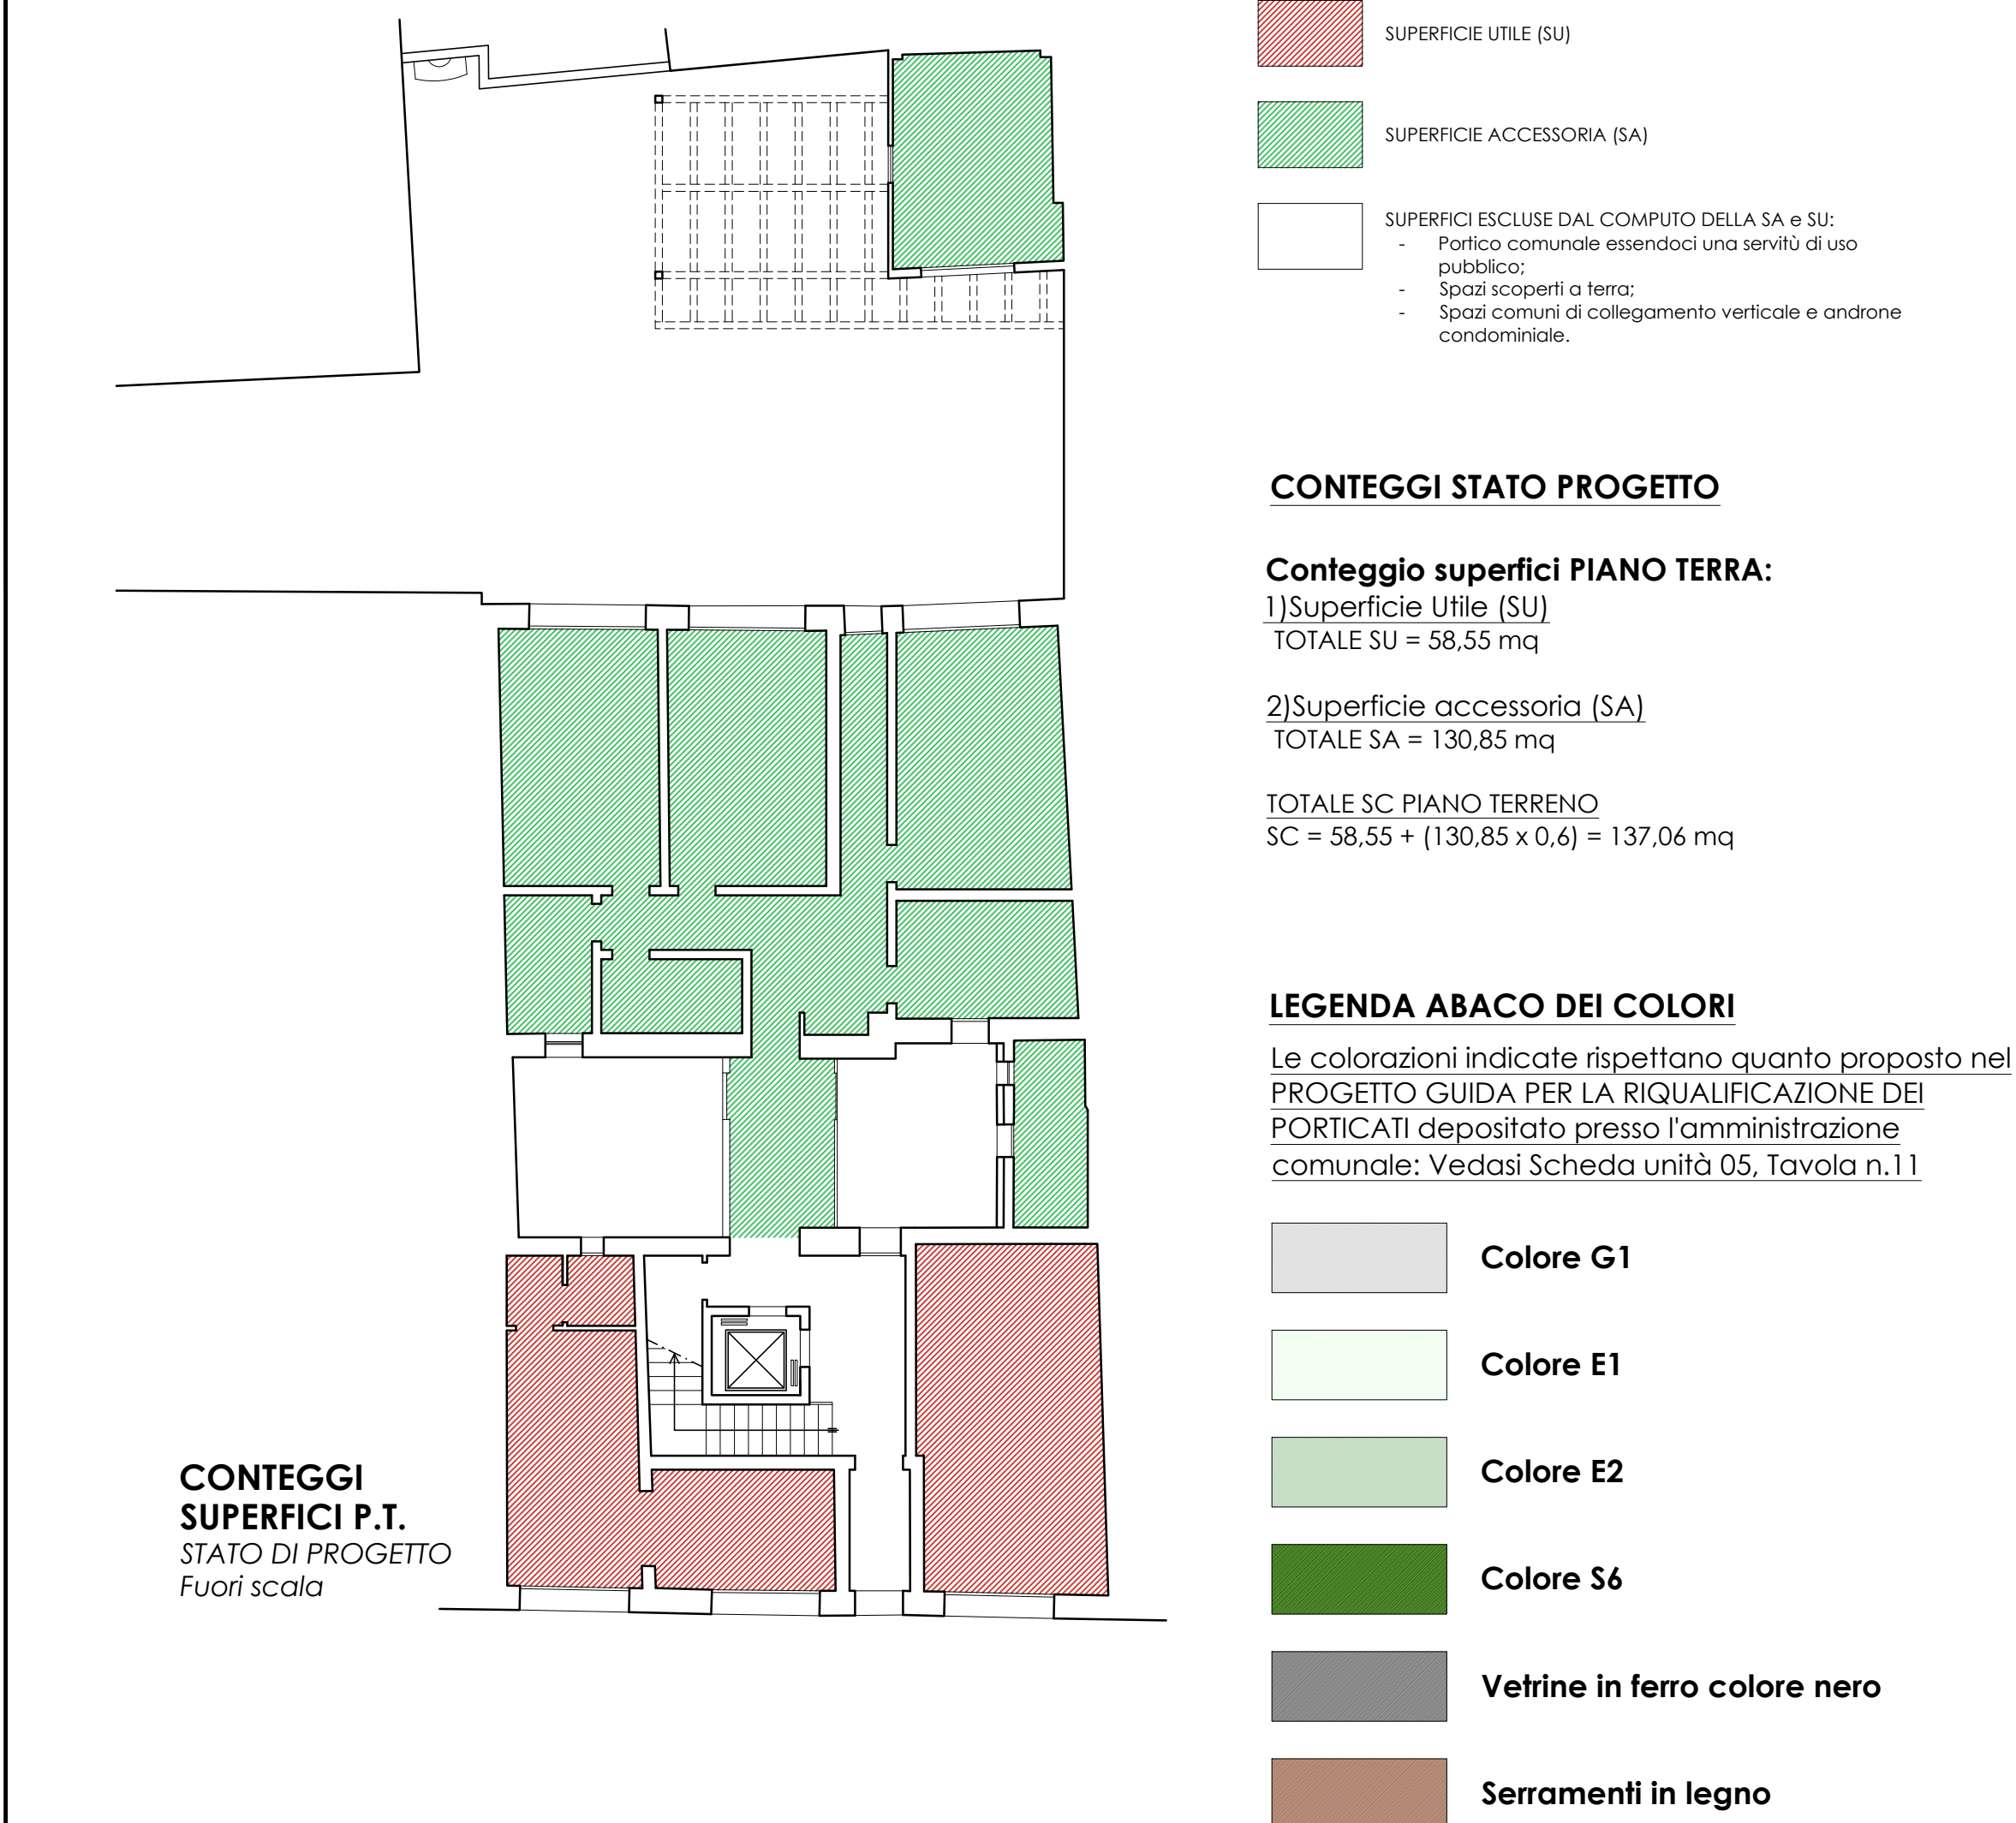 SUPERFICIE UTILE (SU)
SUPERFICIE ACCESSORIA (SA)
SUPERFICI ESCLUSE DAL COMPUTO DELLA SA e SU:
- Portico comunale essendoci una servitù di uso
pubblico;
- Spazi scoperti a terra;
- Spazi comuni di collegamento verticale e androne
condominiale.
CONTEGGI STATO PROGETTO
Conteggio superfici PIANO TERRA:
1)Superficie Utile (SU)
TOTALE SU = 58,55 mq
2)Superficie accessoria (SA)
TOTALE SA = 130,85 mq
TOTALE SC PIANO TERRENO
SC = 58,55 + (130,85 x 0,6) = 137,06 mq
LEGENDA ABACO DEI COLORI
Le colorazioni indicate rispettano quanto proposto nel
PROGETTO GUIDA PER LA RIQUALIFICAZIONE DEI
PORTICATI depositato presso l'amministrazione
comunale: Vedasi Scheda unità 05, Tavola n.11
Colore G1
Colore E1
Colore E2
Colore S6
Vetrine in ferro colore nero
Serramenti in legno
CONTEGGI
SUPERFICI P.T.
STATO DI PROGETTO
Fuori scala